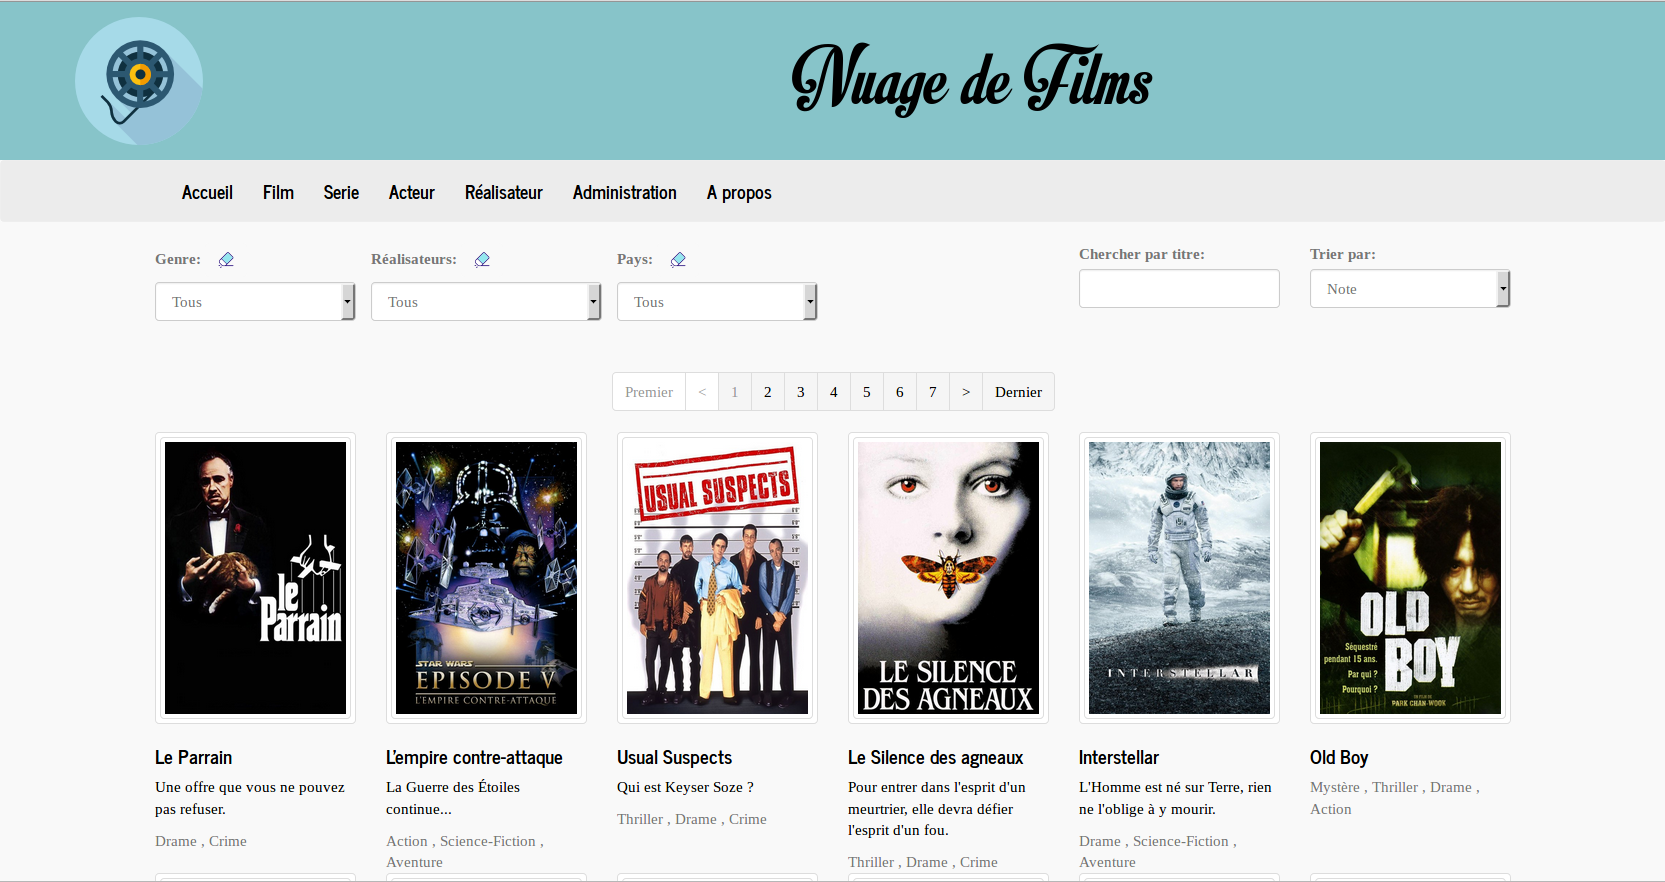 Nuage de Films
Accueil Film Serie Acteur Réalisateur Administration A propos
Genre: Réalisateurs: Pays: Chercher par titre: Trier par:
Tous Tous Tous Note
Premier < 1 2 3 4 5 6 7 > Dernier
le
Parrain
STAR WARS
EPISODE V
L'EMPIRE CONTRE-ATTAQUE
USUAL SUSPECTS
LE SILENCE
DES AGNEAUX
INTERSTELLAR
OLD
BOY
Séquestré
pendant 15 ans.
Par qui ?
Pourquoi ?
UN FILM DE
PARK CHAN-WOOK
Le Parrain
Une offre que vous ne pouvez
pas refuser.
Drame , Crime
L'empire contre-attaque
La Guerre des Étoiles
continue...
Action , Science-Fiction ,
Aventure
Usual Suspects
Qui est Keyser Soze ?
Thriller , Drame , Crime
Le Silence des agneaux
Pour entrer dans l'esprit d'un
meurtrier, elle devra défier
l'esprit d'un fou.
Thriller , Drame , Crime
Interstellar
L'Homme est né sur Terre, rien
ne l'oblige à y mourir.
Drame , Science-Fiction ,
Aventure
Old Boy
Mystère , Thriller , Drame ,
Action